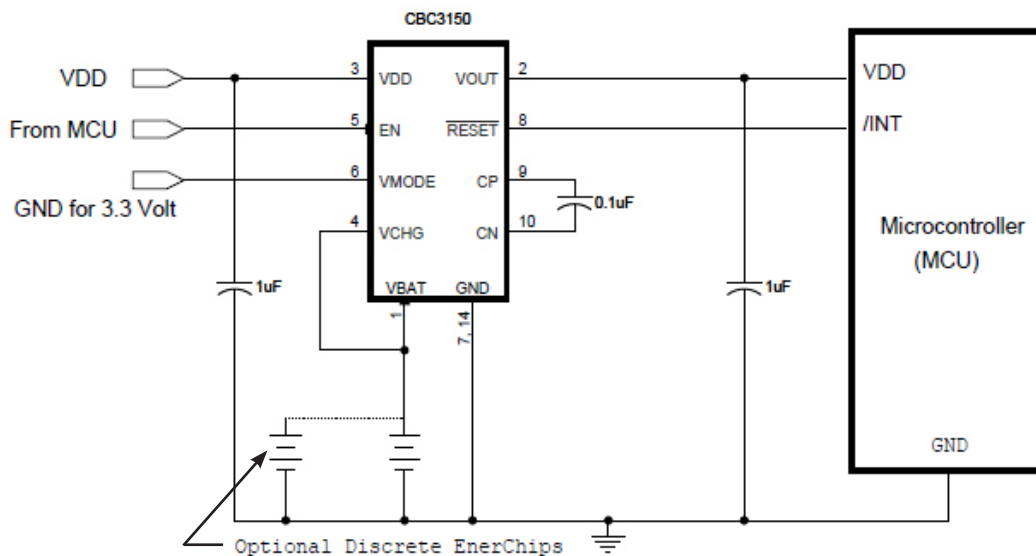 CBC3150
VDD
3
VDD
VOUT
2
VDD
From MCU
5
EN
RESET
8
/INT
6
VMODE
CP
9
GND for 3.3 Volt
0.1uF
4
VCHG
CN
10
Microcontroller
(MCU)
1uF
VBAT
GND
1uF
1
7, 14
GND
Optional Discrete EnerChips